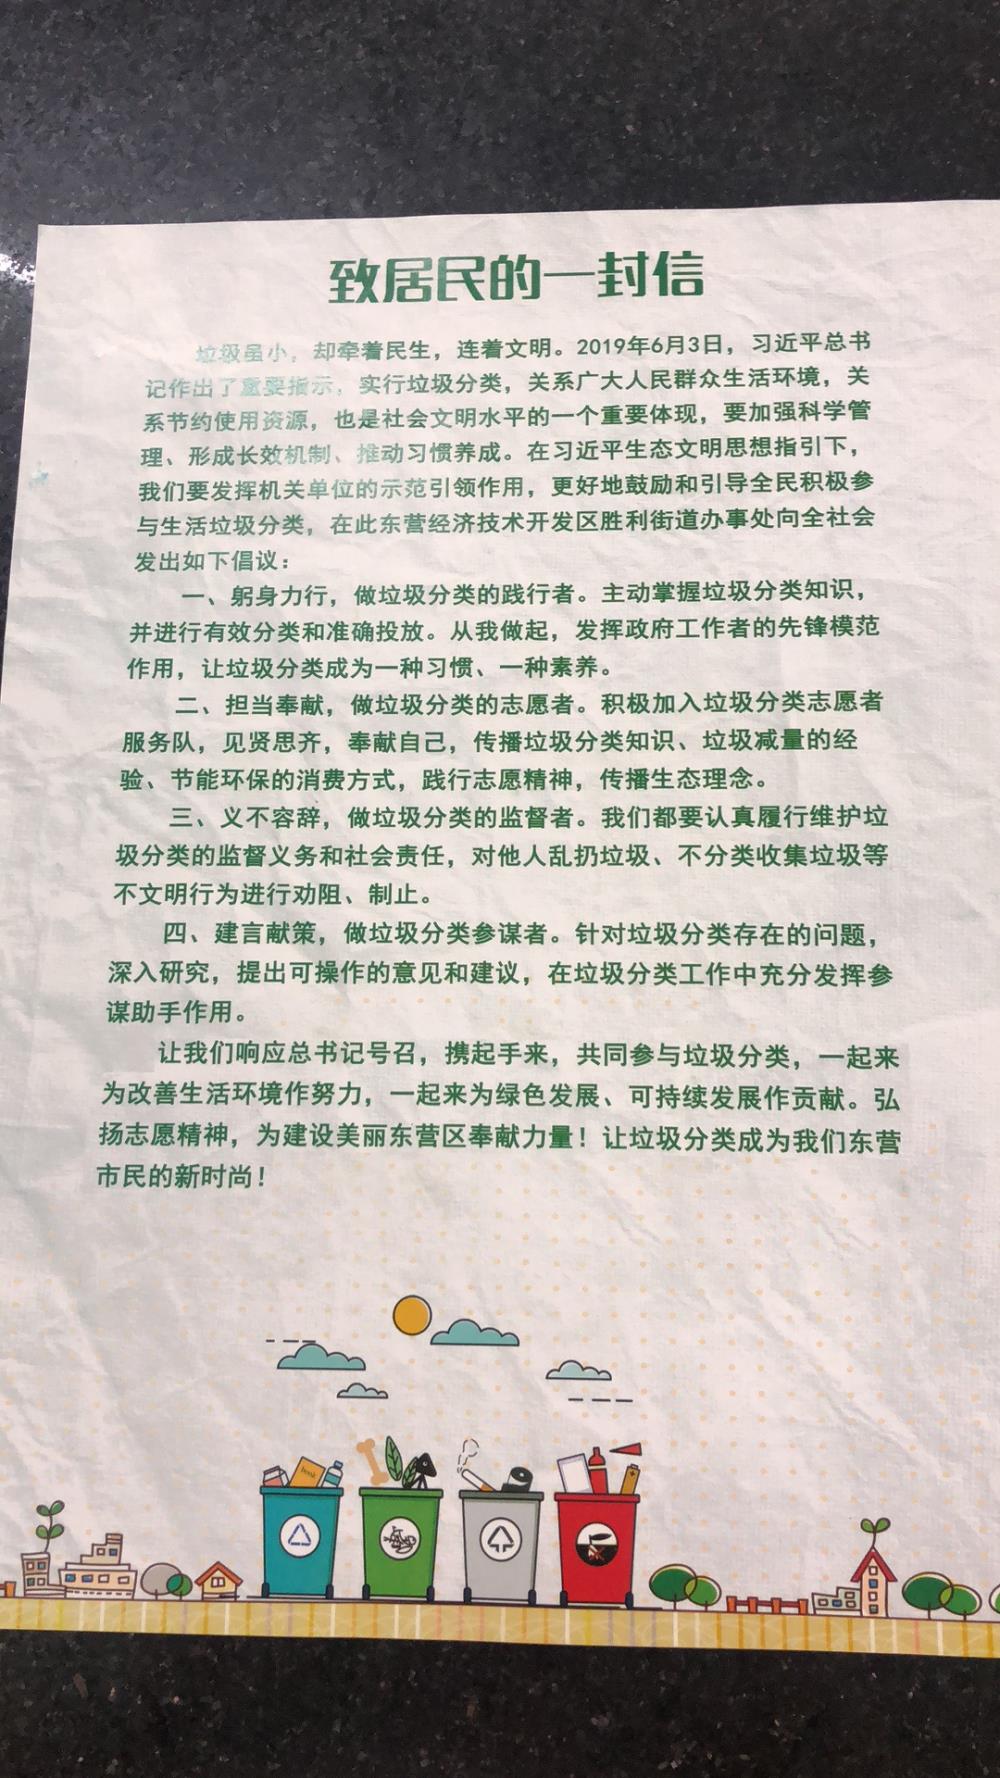 致居民的一封信
垃圾虽小，却牵着民生，连着文明。2019年6月3日，习近平总书
记作出了重要指示，实行垃圾分类，关系广大人民群众生活环境，关
系节约使用资源，也是社会文明水平的一个重要体现，要加强科学管
理、形成长效机制、推动习惯养成。在习近平生态文明思想指引下，
我们要发挥机关单位的示范引领作用，更好地鼓励和引导全民积极参
与生活垃圾分类，在此东营经济技术开发区胜利街道办事处向全社会
发出如下倡议：
一、躬身力行，做垃圾分类的践行者。主动掌握垃圾分类知识，
并进行有效分类和准确投放。从我做起，发挥政府工作者的先锋模范
作用，让垃圾分类成为一种习惯、一种素养。
二、担当奉献，做垃圾分类的志愿者。积极加入垃圾分类志愿者
服务队，见贤思齐，奉献自己，传播垃圾分类知识、垃圾减量的经
验、节能环保的消费方式，践行志愿精神，传播生态理念。
三、义不容辞，做垃圾分类的监督者。我们都要认真履行维护垃
圾分类的监督义务和社会责任，对他人乱扔垃圾、不分类收集垃圾等
不文明行为进行劝阻、制止。
四、建言献策，做垃圾分类参谋者。针对垃圾分类存在的问题，
深入研究，提出可操作的意见和建议，在垃圾分类工作中充分发挥参
谋助手作用。
让我们响应总书记号召，携起手来，共同参与垃圾分类，一起来
为改善生活环境作努力，一起来为绿色发展、可持续发展作贡献。弘
扬志愿精神，为建设美丽东营区奉献力量！让垃圾分类成为我们东营
市民的新时尚！
book